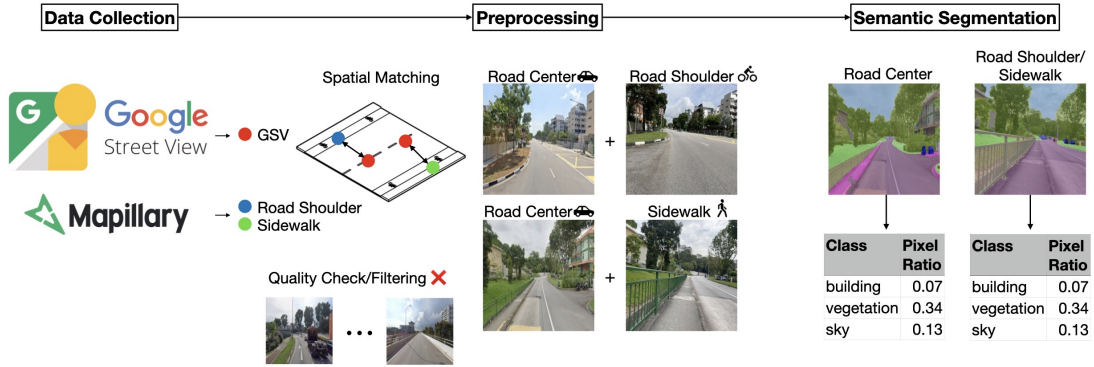 Data Collection
Preprocessing
Semantic Segmentation
G
Google
Street View
GSV
Mapillary
Road Shoulder
Sidewalk
Spatial Matching
Quality Check/Filtering
Road Center
Road Shoulder
+
Road Center
Sidewalk
+
Road Center
Road Shoulder/
Sidewalk
Class Pixel
Ratio
building 0.07
vegetation 0.34
sky 0.13
Class Pixel
Ratio
building 0.07
vegetation 0.34
sky 0.13